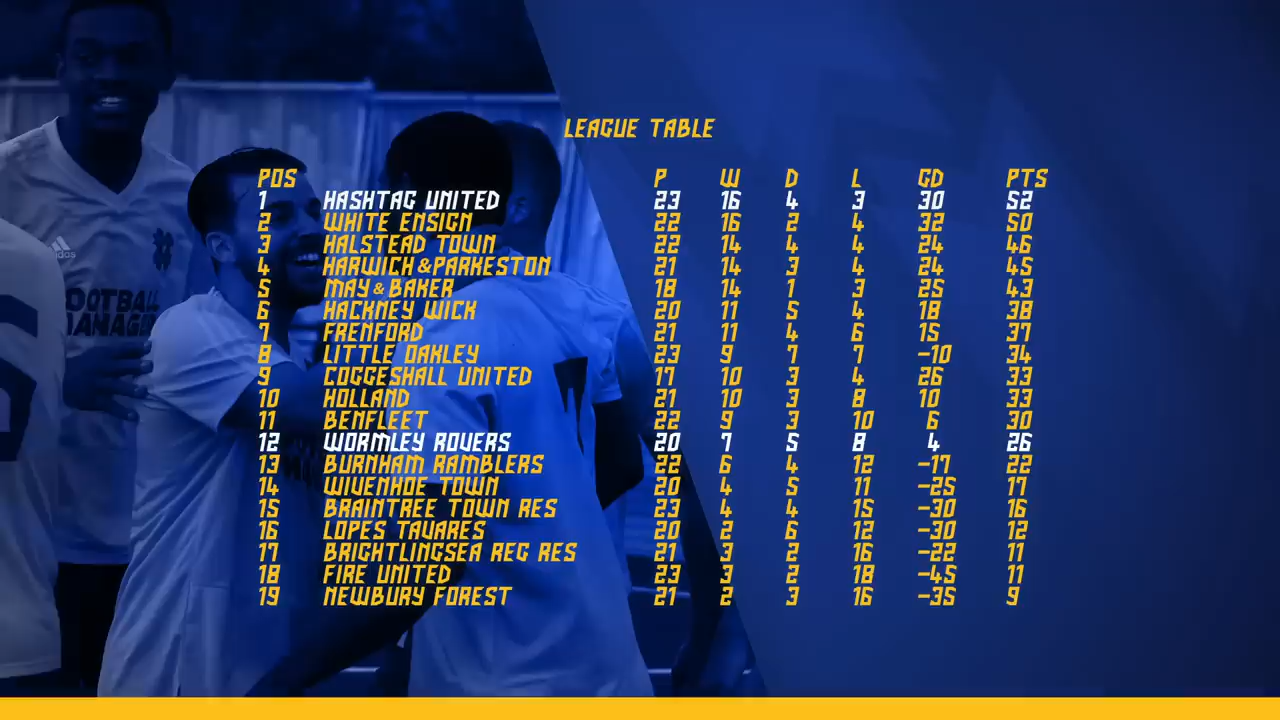 LEAGUE TABLE
POS P W D L GD PTS
1 HASHTAG UNITED 23 16 4 3 30 52
2 WHITE ENSIGN 22 16 2 4 32 50
3 HALSTEAD TOWN 22 14 4 4 24 46
4 HARWICH & PARKESTON 21 14 3 4 24 45
5 MAY & BAKER 18 14 1 3 25 43
6 HACKNEY WICK 20 11 5 4 18 38
7 FRENFORD 21 11 4 6 15 37
8 LITTLE OAKLEY 23 9 7 7 -10 34
9 COGGESHALL UNITED 17 10 3 4 26 33
10 HOLLAND 21 10 3 8 10 33
11 BENFLEET 22 9 3 10 6 30
12 WORMLEY ROVERS 20 7 5 8 4 26
13 BURNHAM RAMBLERS 22 6 4 12 -17 22
14 WIVENHOE TOWN 20 4 5 11 -25 17
15 BRAINTREE TOWN RES 23 4 4 15 -30 16
16 LOPES TAVARES 20 2 6 12 -30 12
17 BRIGHTLINGSEA REG RES 21 3 2 16 -22 11
18 FIRE UNITED 23 3 2 18 -45 11
19 NEWBURY FOREST 21 2 3 16 -35 9
adidas